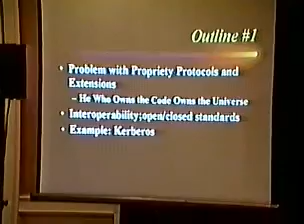 Outline #1
• Problem with Propriety Protocols and
Extensions
– He Who Owns the Code Owns the Universe
• Interoperability;open/closed standards
• Example: Kerberos